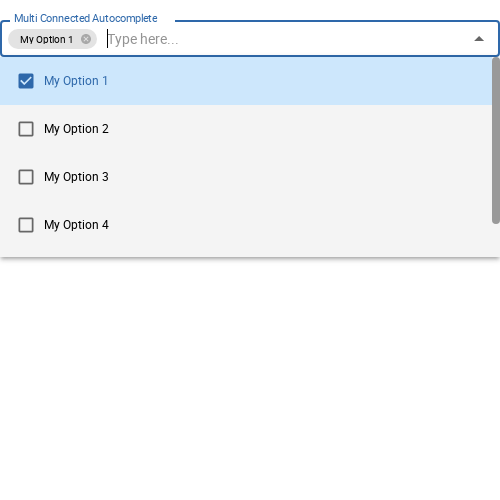 Multi Connected Autocomplete
My Option 1 Type here...
My Option 1
My Option 2
My Option 3
My Option 4